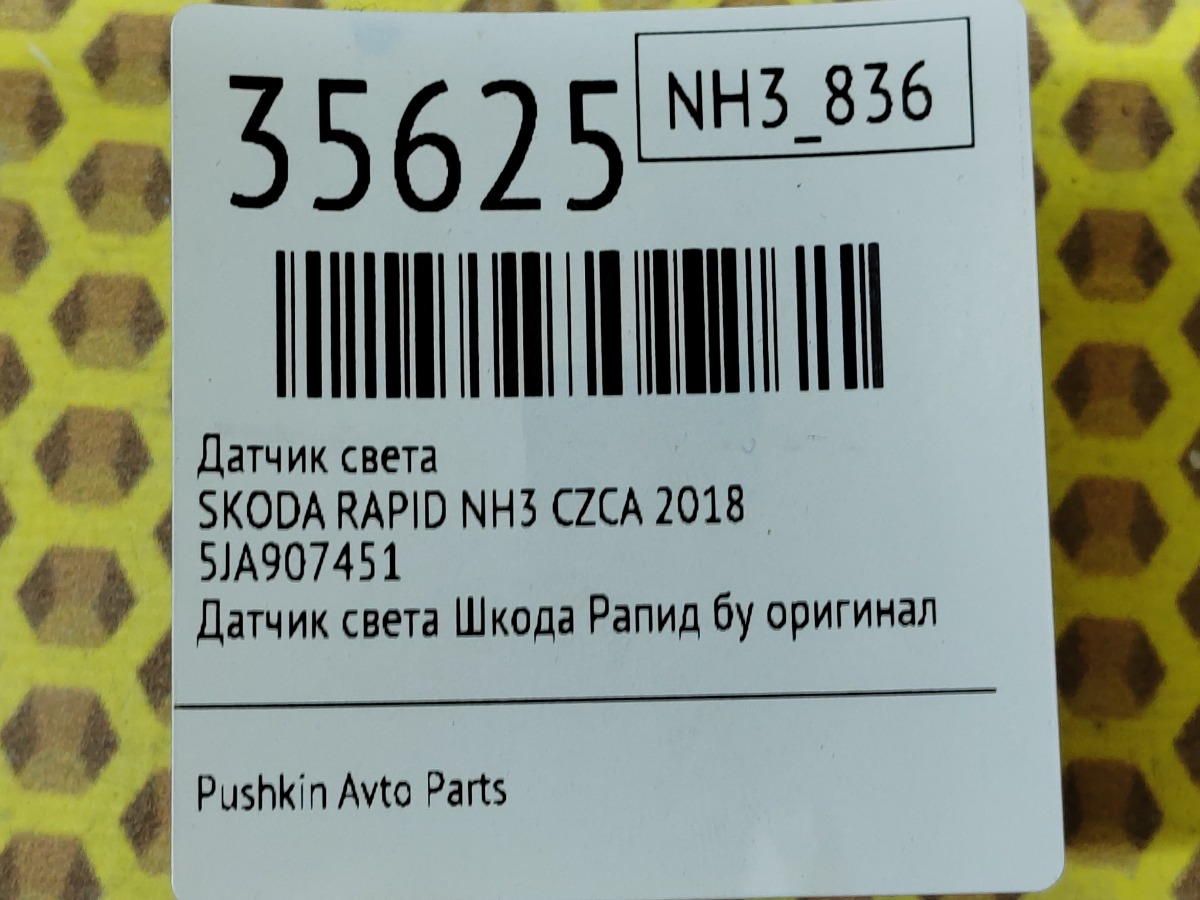 35625
NH3_836
Датчик света
SKODA RAPID NH3 CZCA 2018
5JA907451
Датчик света Шкода Рапид бу оригинал
Pushkin Avto Parts